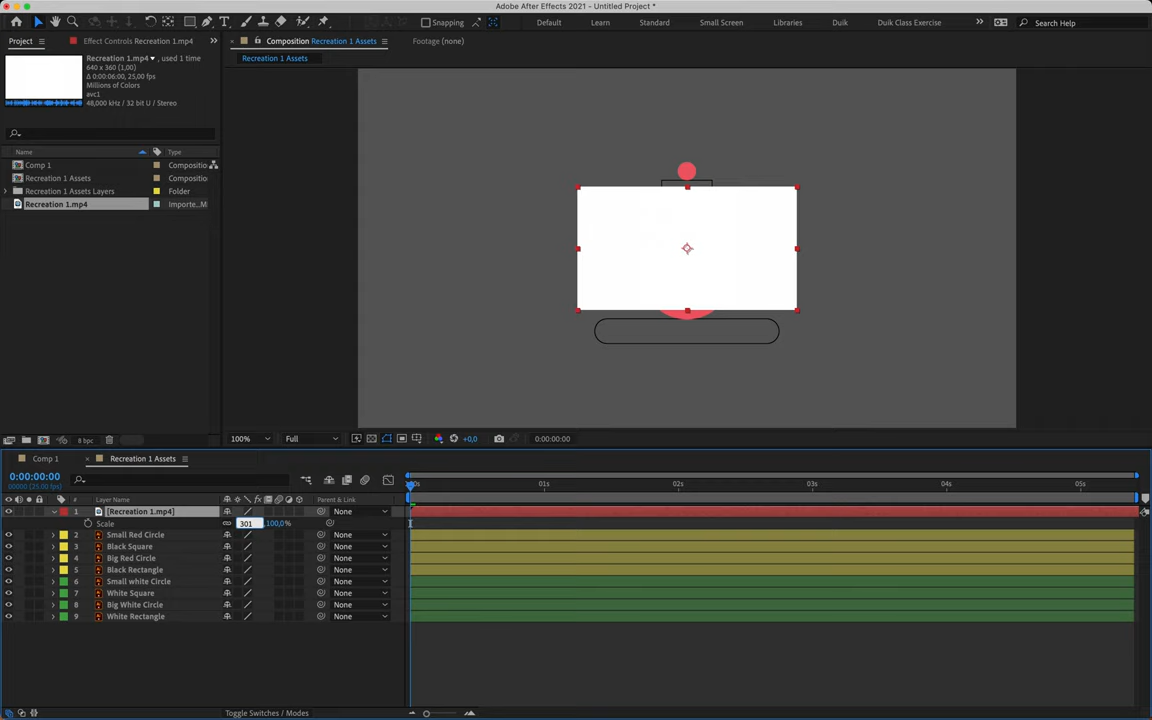 Adobe After Effects 2021 - Untitled Project *
Snapping
Default
Learn
Standard
Small Screen
Libraries
Duik
Duik Class Exercise
Search Help
Project
Effect Controls Recreation 1.mp4
Composition Recreation 1 Assets
Footage (none)
Recreation 1 Assets
Recreation 1.mp4, used 1 time
640 x 360 (1,00)
Δ 0:00:06:00, 25,00 fps
Millions of Colors
avc1
48,000 kHz / 32 bit U / Stereo
Name
Type
Comp 1
Compositio
Recreation 1 Assets
Compositio
Recreation 1 Assets Layers
Folder
Recreation 1.mp4
Importe...M
8 bpc
100%
Full
+0,0
0:00:00:00
Comp 1
Recreation 1 Assets
0:00:00:00
00000 (25.00 fps)
:00s
01s
02s
03s
04s
05s
#
Layer Name
Parent & Link
1
[Recreation 1.mp4]
None
Scale
301
,100,0%
2
Small Red Circle
None
3
Black Square
None
4
Big Red Circle
None
5
Black Rectangle
None
6
Small white Circle
None
7
White Square
None
8
Big White Circle
None
9
White Rectangle
None
Toggle Switches / Modes